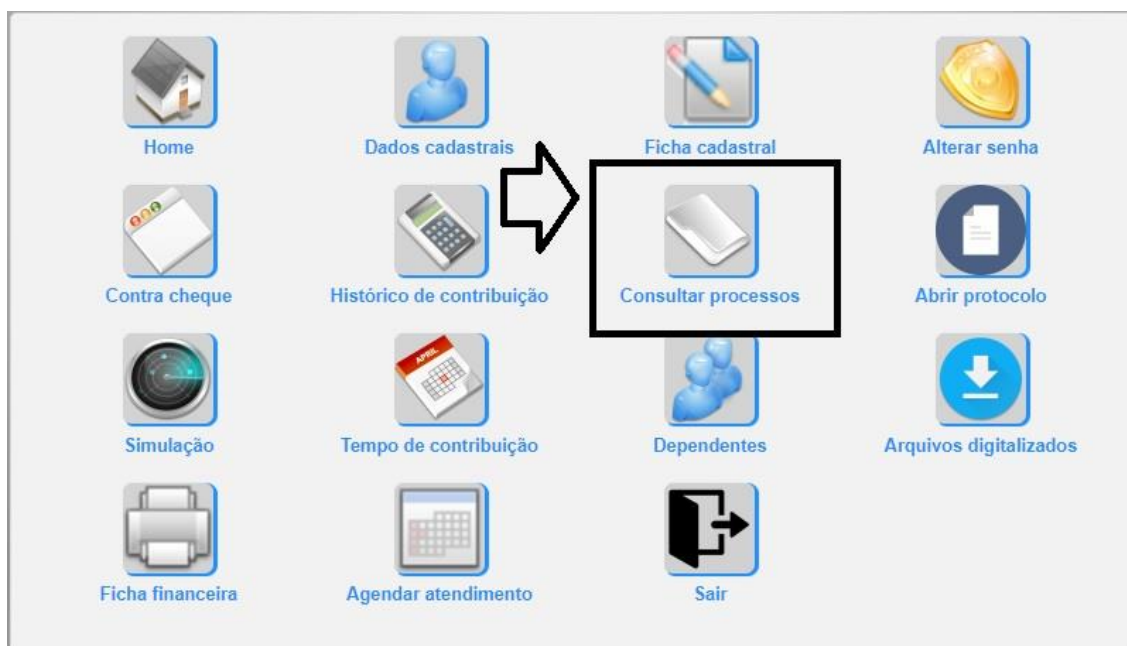 Home
Dados cadastrais
Ficha cadastral
Alterar senha
Contra cheque
Histórico de contribuição
Consultar processos
Abrir protocolo
APRIL
Simulação
Tempo de contribuição
Dependentes
Arquivos digitalizados
Ficha financeira
Agendar atendimento
Sair